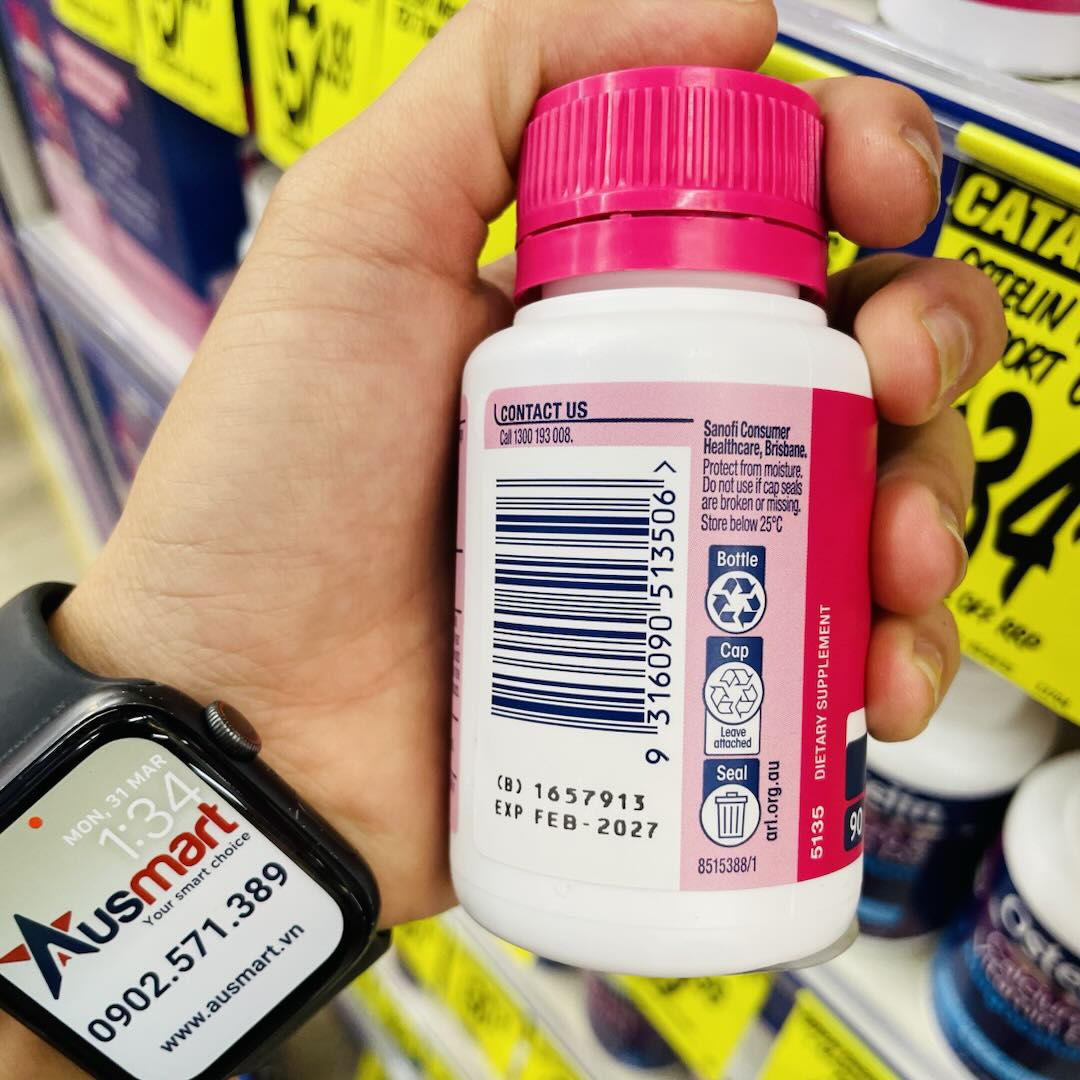 CONTACT US
Call 1300 193 008.
9 316090 513506 >
(B) 1657913
EXP FEB-2027
Sanofi Consumer
Healthcare, Brisbane.
Protect from moisture.
Do not use if cap seals
are broken or missing.
Store below 25°C
Bottle
Cap
Leave
attached
Seal
arl.org.au
8515388/1
5135 DIETARY SUPPLEMENT
90
MON, 31 MAR
1:34
Ausmart
Your smart choice
0902.571.389
www.ausmart.vn
34
OFF RRP